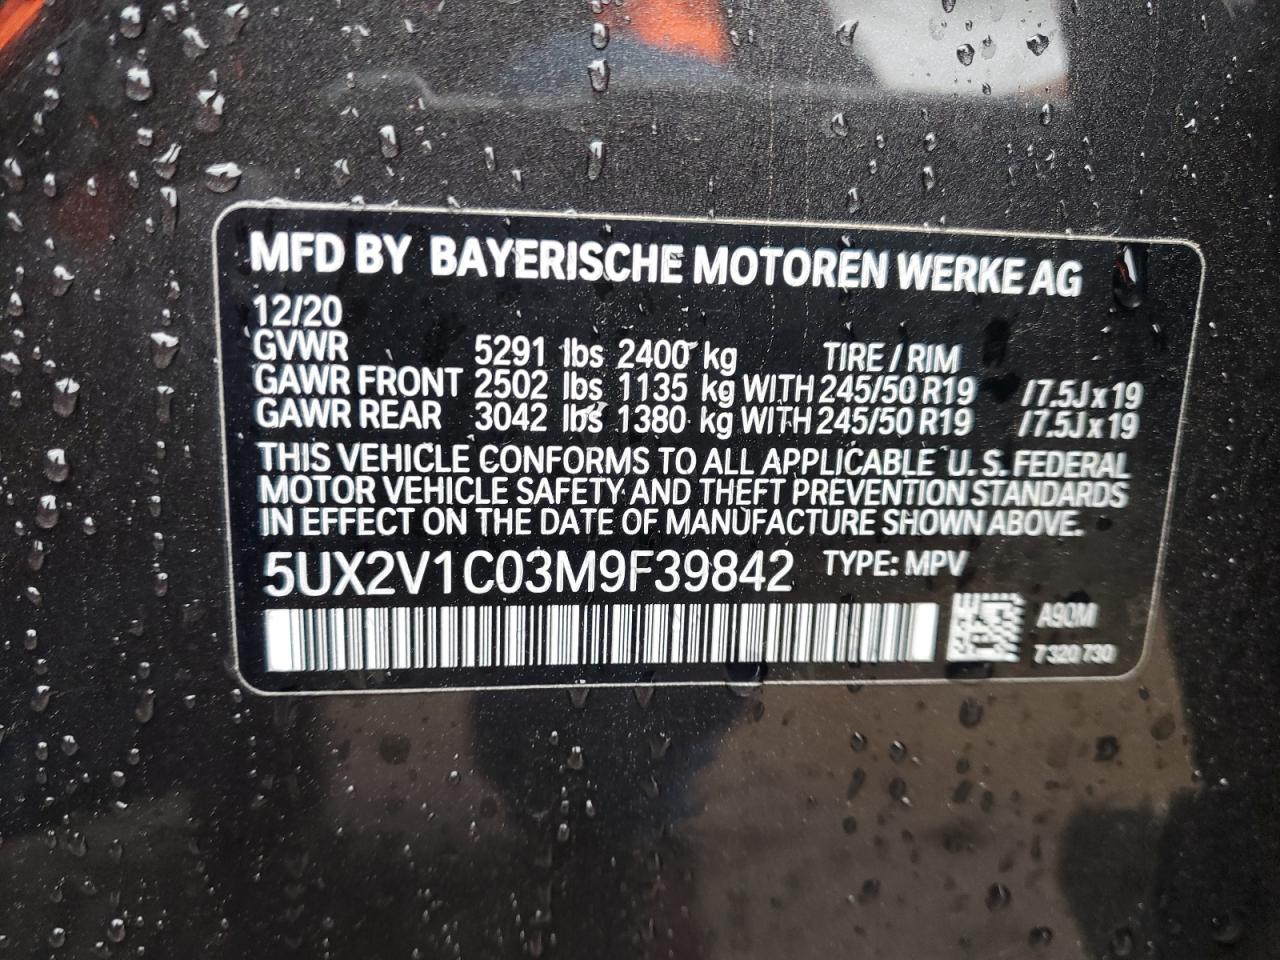 MFD BY BAYERISCHE MOTOREN WERKE AG
12/20
GVWR 5291 lbs 2400 kg TIRE / RIM
GAWR FRONT 2502 lbs 1135 kg WITH 245/50 R19 /7.5J x 19
GAWR REAR 3042 lbs 1380 kg WITH 245/50 R19 /7.5J x 19
THIS VEHICLE CONFORMS TO ALL APPLICABLE U.S. FEDERAL
MOTOR VEHICLE SAFETY AND THEFT PREVENTION STANDARDS
IN EFFECT ON THE DATE OF MANUFACTURE SHOWN ABOVE.
5UX2V1C03M9F39842 TYPE: MPV
A90M
7 320 730